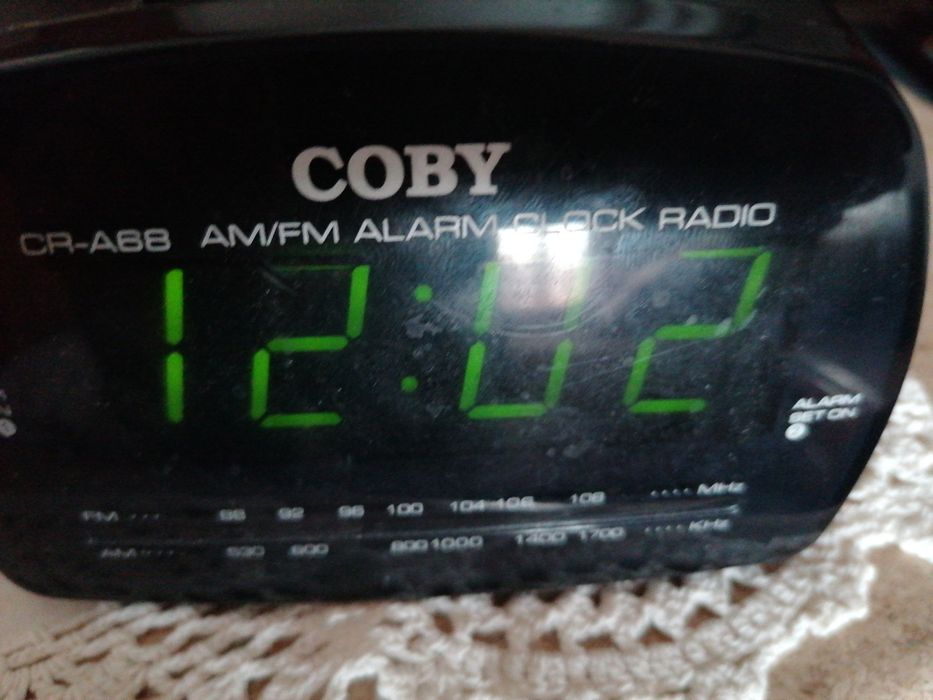 COBY
CR-A68 AM/FM ALARM CLOCK RADIO
12:02
ALARM
SET ON
FM 88 92 96 100 104 106 108 MHz
AM 530 600 800 1000 1400 1700 KHz